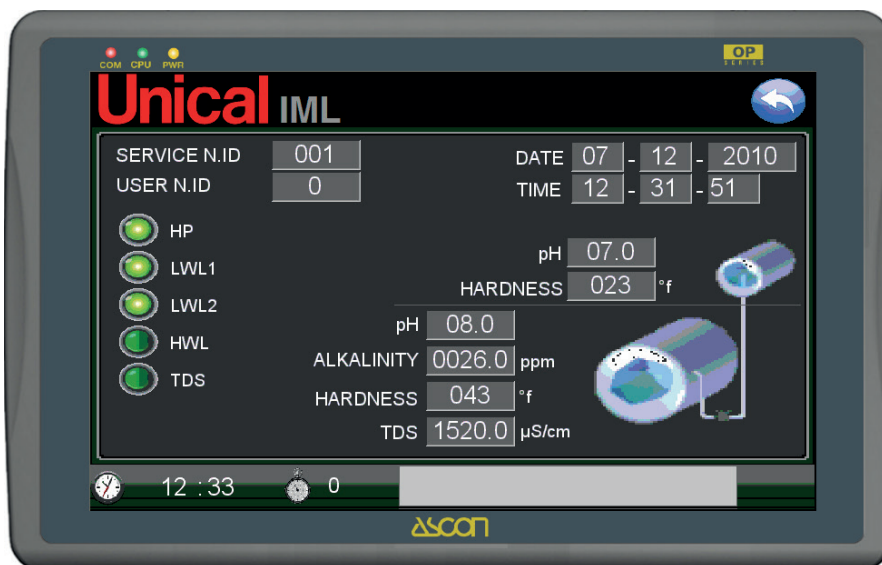 COM CPU PWR
OP
SERIES
Unical IML
SERVICE N.ID 001
USER N.ID 0
DATE 07 - 12 - 2010
TIME 12 - 31 - 51
HP
LWL1
LWL2
HWL
TDS
pH 07.0
HARDNESS 023 °f
pH 08.0
ALKALINITY 0026.0 ppm
HARDNESS 043 °f
TDS 1520.0 µS/cm
12 : 33 0
ascon